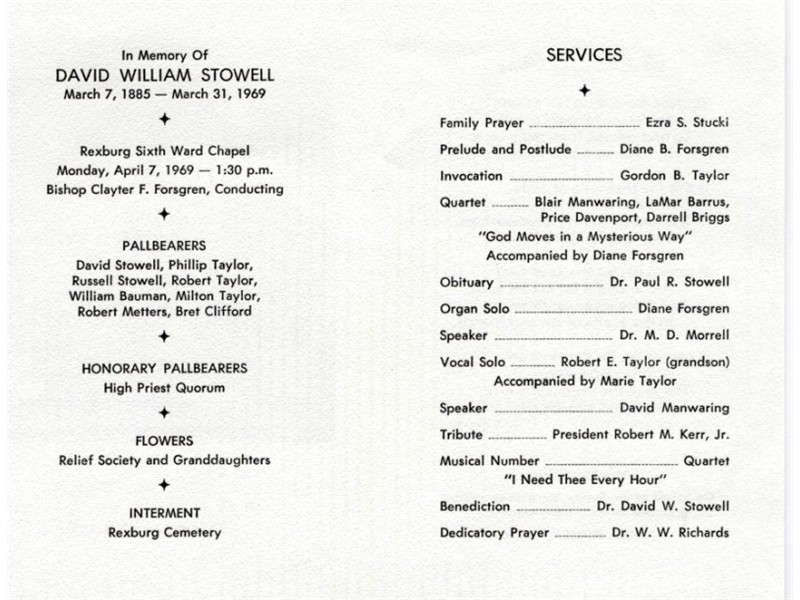 In Memory Of
DAVID WILLIAM STOWELL
March 7, 1885 — March 31, 1969
Rexburg Sixth Ward Chapel
Monday, April 7, 1969 — 1:30 p.m.
Bishop Clayter F. Forsgren, Conducting
PALLBEARERS
David Stowell, Phillip Taylor,
Russell Stowell, Robert Taylor,
William Bauman, Milton Taylor,
Robert Metters, Bret Clifford
HONORARY PALLBEARERS
High Priest Quorum
FLOWERS
Relief Society and Granddaughters
INTERMENT
Rexburg Cemetery
SERVICES
Family Prayer ........ Ezra S. Stucki
Prelude and Postlude ........ Diane B. Forsgren
Invocation ........ Gordon B. Taylor
Quartet ........ Blair Manwaring, LaMar Barrus,
Price Davenport, Darrell Briggs
"God Moves in a Mysterious Way"
Accompanied by Diane Forsgren
Obituary ........ Dr. Paul R. Stowell
Organ Solo ........ Diane Forsgren
Speaker ........ Dr. M. D. Morrell
Vocal Solo ........ Robert E. Taylor (grandson)
Accompanied by Marie Taylor
Speaker ........ David Manwaring
Tribute ........ President Robert M. Kerr, Jr.
Musical Number ........ Quartet
"I Need Thee Every Hour"
Benediction ........ Dr. David W. Stowell
Dedicatory Prayer ........ Dr. W. W. Richards